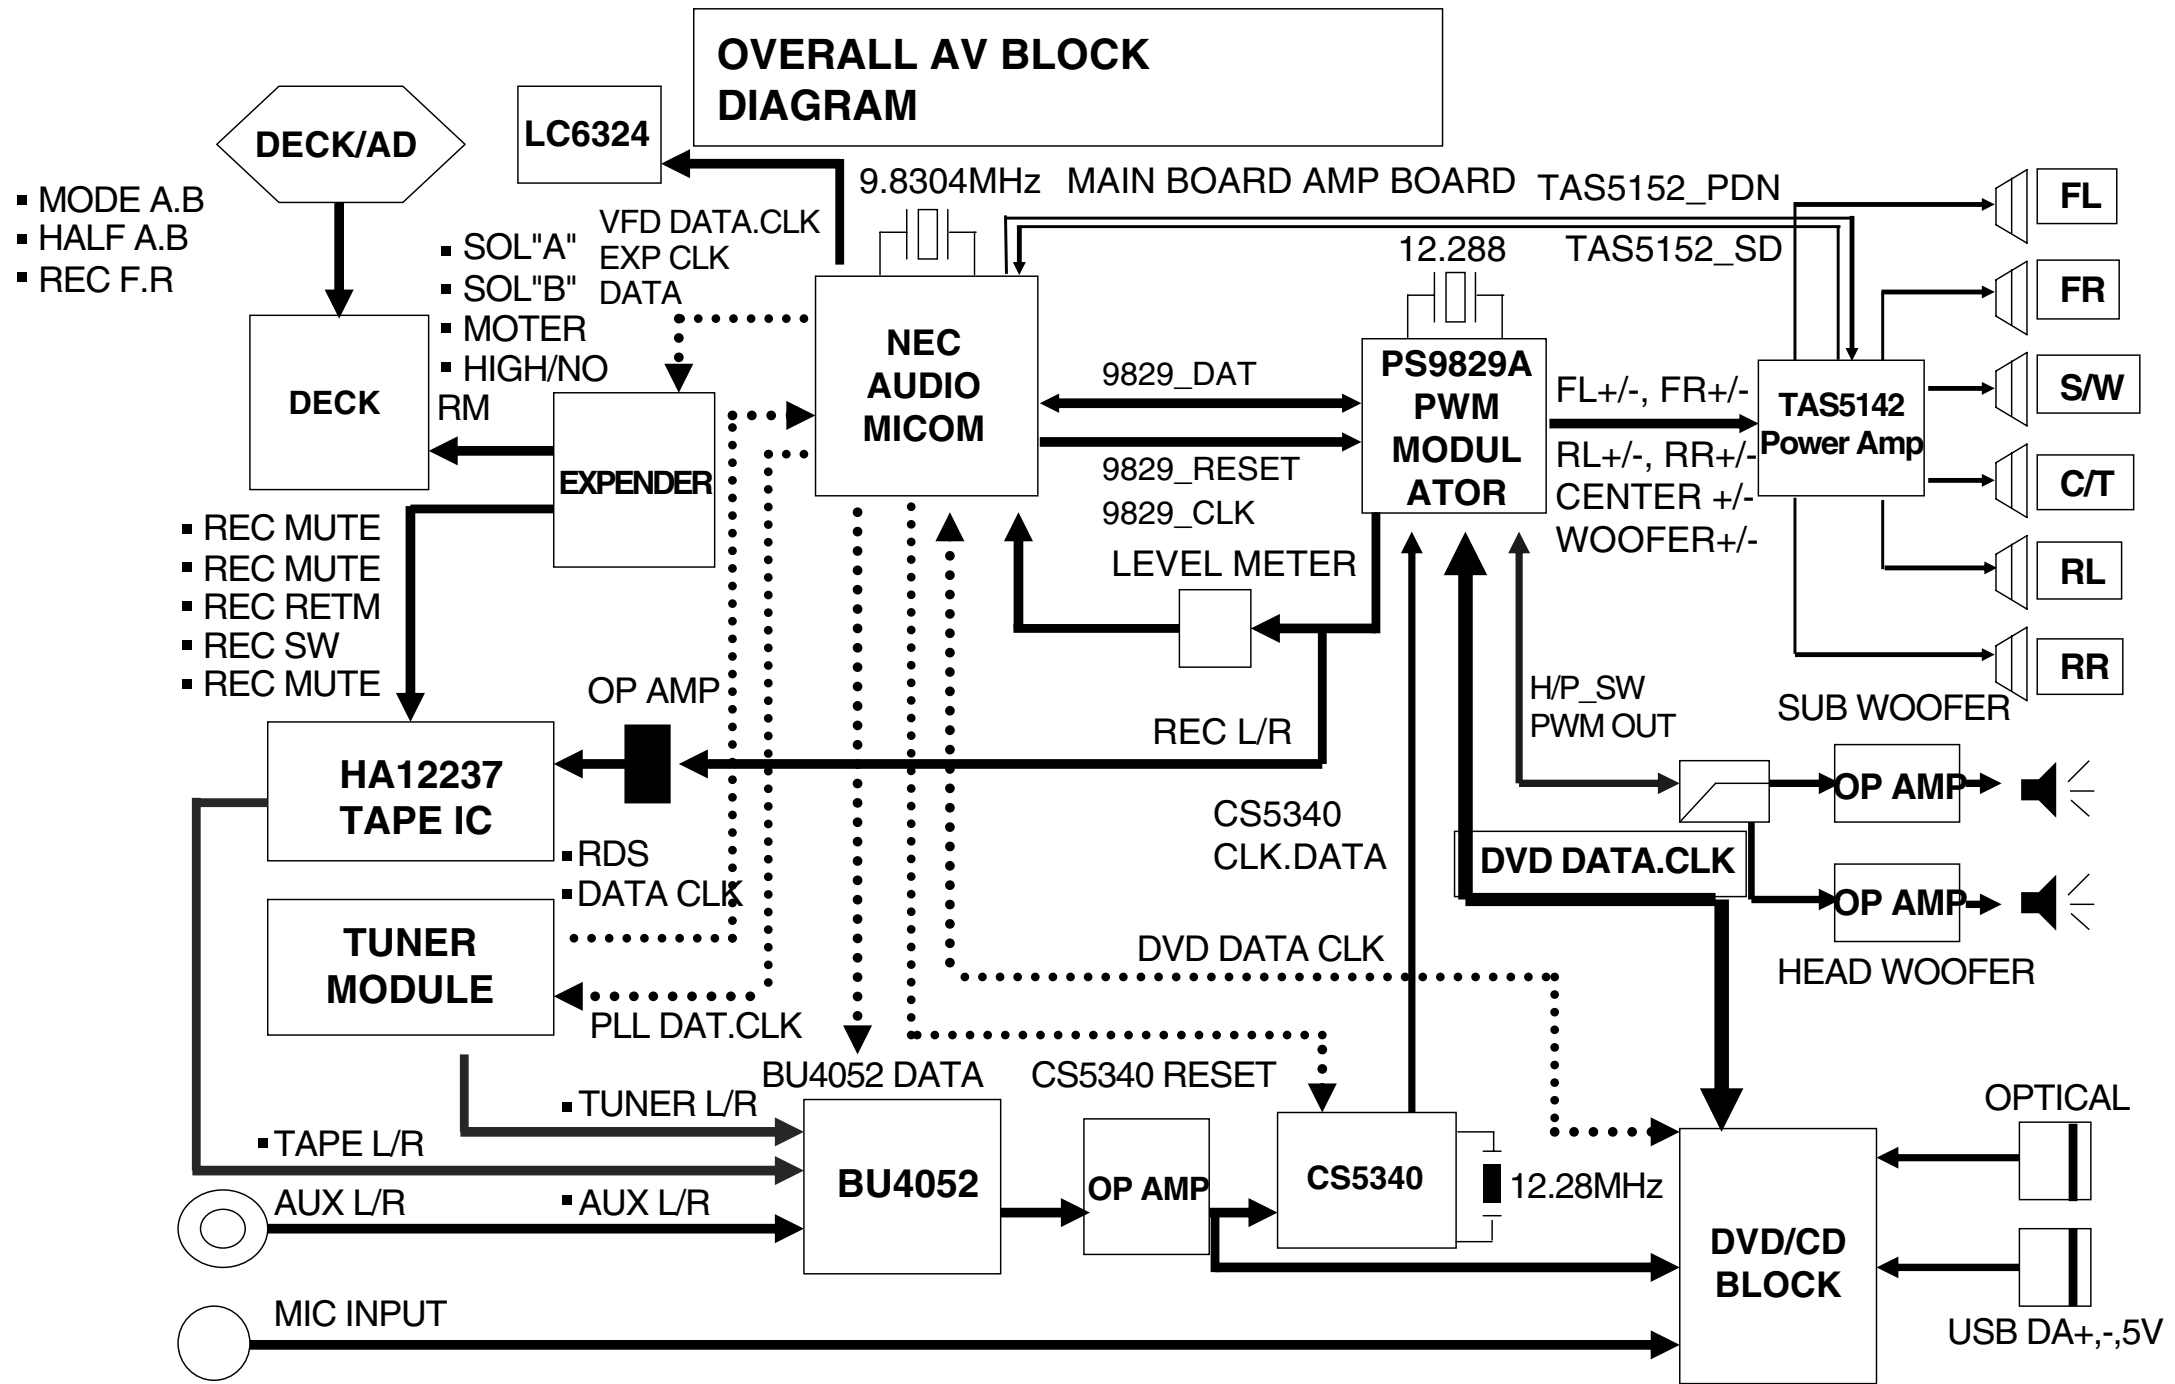 OVERALL AV BLOCK
DIAGRAM
DECK/AD
LC6324
▪ MODE A.B
▪ HALF A.B
▪ REC F.R
9.8304MHz
MAIN BOARD AMP BOARD
TAS5152_PDN
TAS5152_SD
12.288
VFD DATA.CLK
EXP CLK
DATA
▪ SOL"A"
▪ SOL"B"
▪ MOTER
▪ HIGH/NO
RM
DECK
EXPENDER
NEC
AUDIO
MICOM
9829_DAT
9829_RESET
9829_CLK
PS9829A
PWM
MODUL
ATOR
FL+/-, FR+/-
RL+/-, RR+/-
CENTER +/-
WOOFER+/-
TAS5142
Power Amp
FL
FR
S/W
C/T
RL
RR
▪ REC MUTE
▪ REC MUTE
▪ REC RETM
▪ REC SW
▪ REC MUTE
LEVEL METER
OP AMP
REC L/R
H/P_SW
PWM OUT
SUB WOOFER
HA12237
TAPE IC
CS5340
CLK.DATA
DVD DATA.CLK
OP AMP
OP AMP
HEAD WOOFER
▪ RDS
▪ DATA CLK
TUNER
MODULE
PLL DAT.CLK
DVD DATA CLK
BU4052 DATA
CS5340 RESET
▪ TUNER L/R
▪ TAPE L/R
AUX L/R
▪ AUX L/R
BU4052
OP AMP
CS5340
12.28MHz
OPTICAL
DVD/CD
BLOCK
USB DA+,-,5V
MIC INPUT